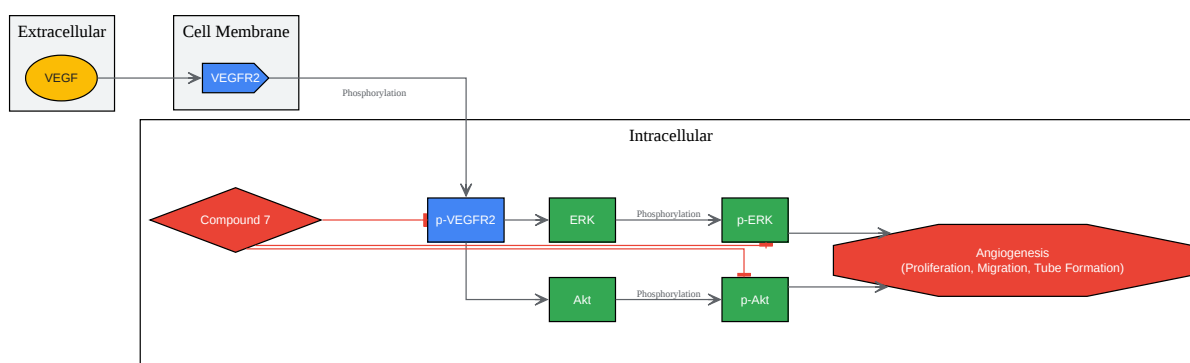 Extracellular
Cell Membrane
VEGF
VEGFR2
Phosphorylation
Intracellular
Compound 7
p-VEGFR2
ERK
Phosphorylation
p-ERK
Angiogenesis
(Proliferation, Migration, Tube Formation)
Akt
Phosphorylation
p-Akt